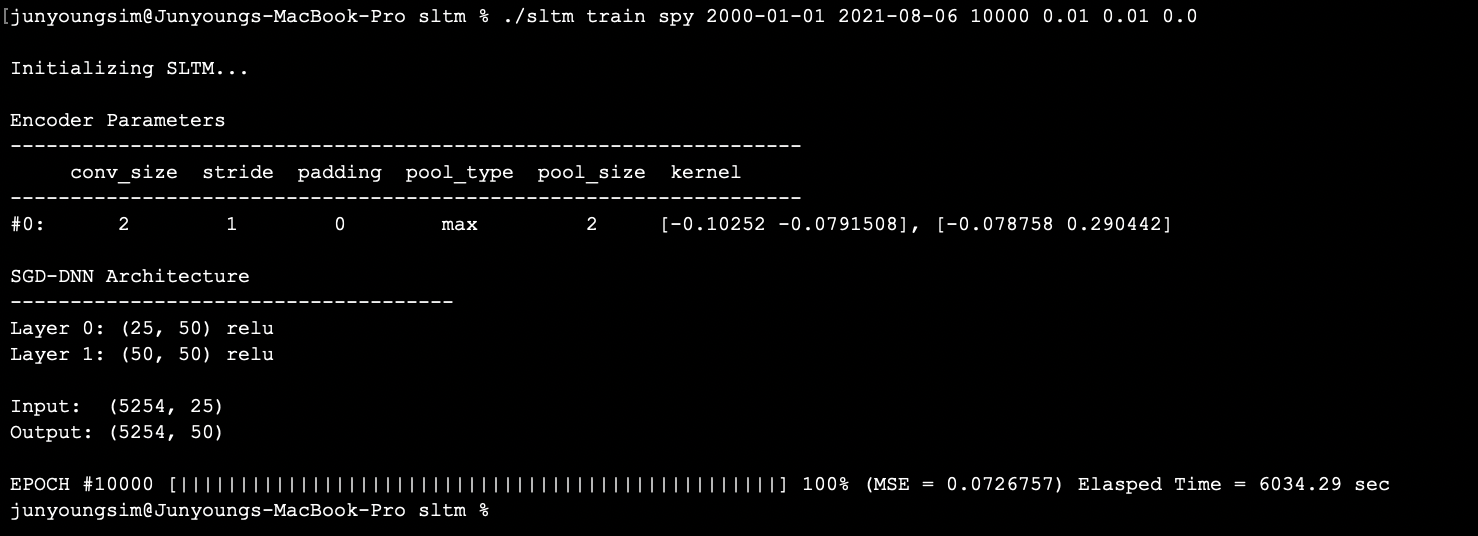 [junyoungsim@Junyoungs-MacBook-Pro sltm % ./sltm train spy 2000-01-01 2021-08-06 10000 0.01 0.01 0.0
Initializing SLTM...
Encoder Parameters
------------------------------------------------------------------
conv_size stride padding pool_type pool_size kernel
------------------------------------------------------------------
#0: 2 1 0 max 2 [-0.10252 -0.0791508], [-0.078758 0.290442]
SGD-DNN Architecture
-------------------------------------
Layer 0: (25, 50) relu
Layer 1: (50, 50) relu
Input: (5254, 25)
Output: (5254, 50)
EPOCH #10000 [||||||||||||||||||||||||||||||||||||||||||||||||||] 100% (MSE = 0.0726757) Elasped Time = 6034.29 sec
junyoungsim@Junyoungs-MacBook-Pro sltm %